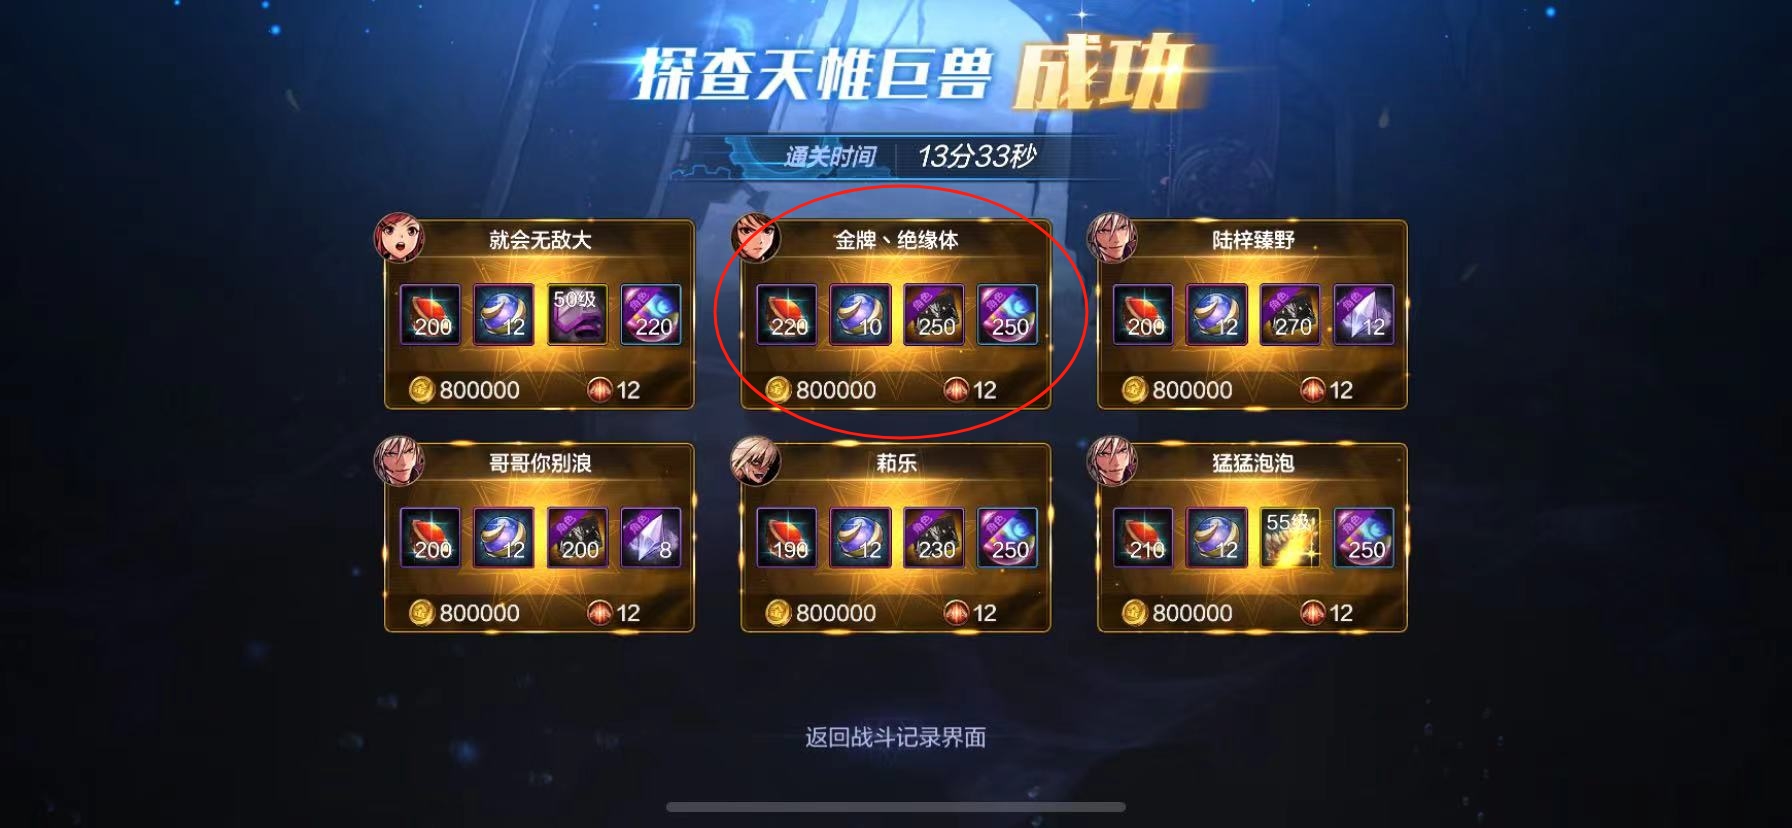 探查天帷巨兽 成功
通关时间 13分33秒
就会无敌大
200 12 50级 220
800000 12
金牌丶绝缘体
220 10 角色 250 角色 250
800000 12
陆梓臻野
200 12 角色 270 角色 12
800000 12
哥哥你别浪
200 12 角色 200 角色 8
800000 12
萂乐
190 12 角色 230 角色 250
800000 12
猛猛泡泡
210 12 55级 角色 250
800000 12
返回战斗记录界面